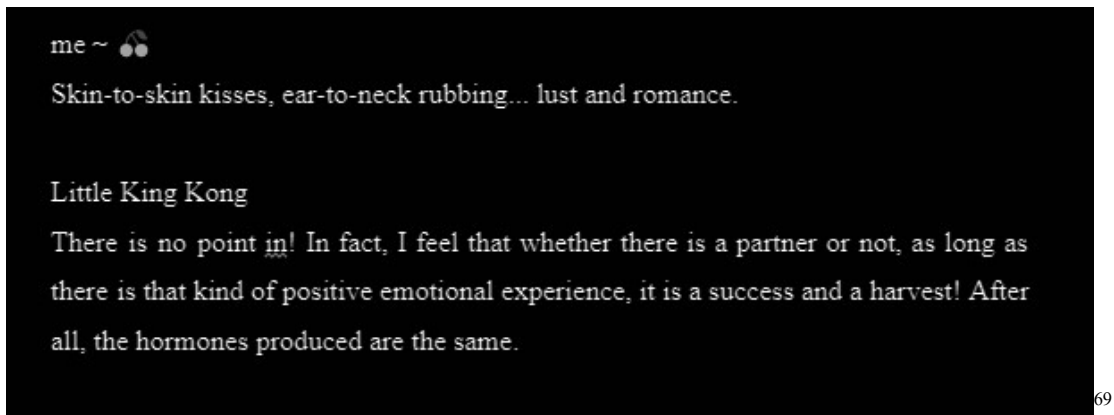 me ~ 🍒
Skin-to-skin kisses, ear-to-neck rubbing... lust and romance.
Little King Kong
There is no point in! In fact, I feel that whether there is a partner or not, as long as
there is that kind of positive emotional experience, it is a success and a harvest! After
all, the hormones produced are the same.
69